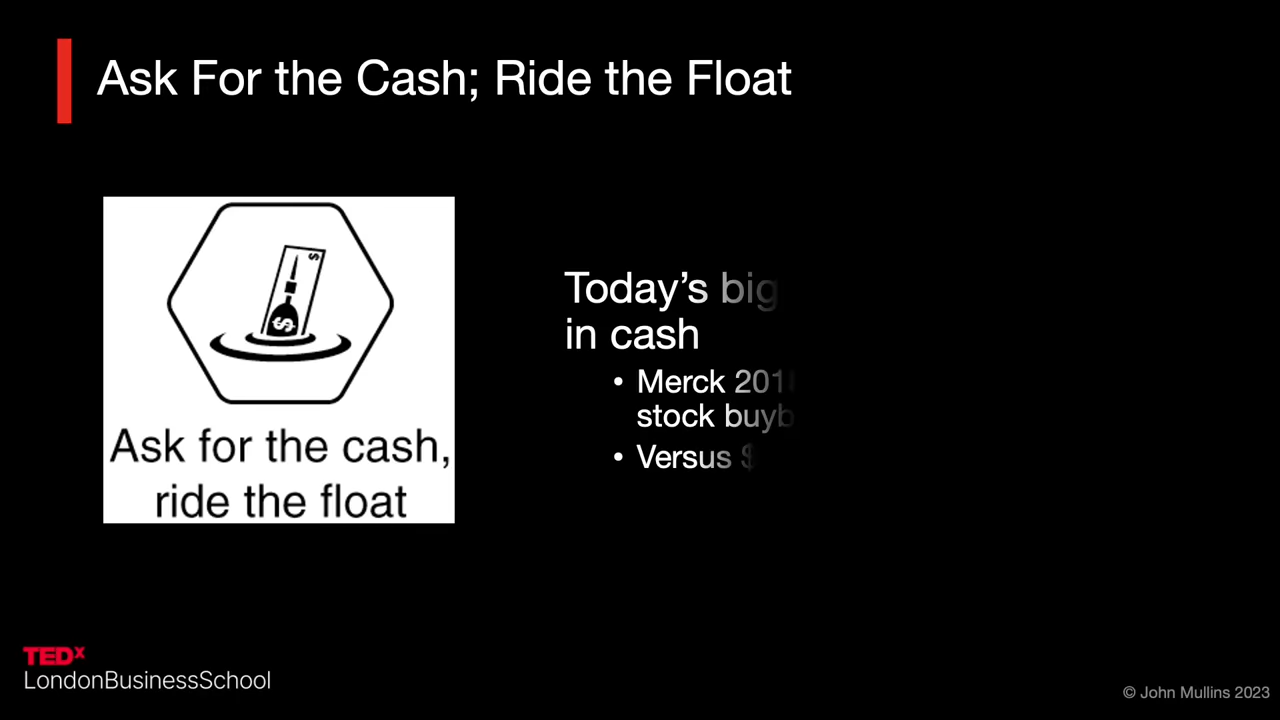 Ask For the Cash; Ride the Float
Ask for the cash,
ride the float
Today's big
in cash
• Merck
stock
• Versus $
TEDx
LondonBusinessSchool
© John Mullins 2023